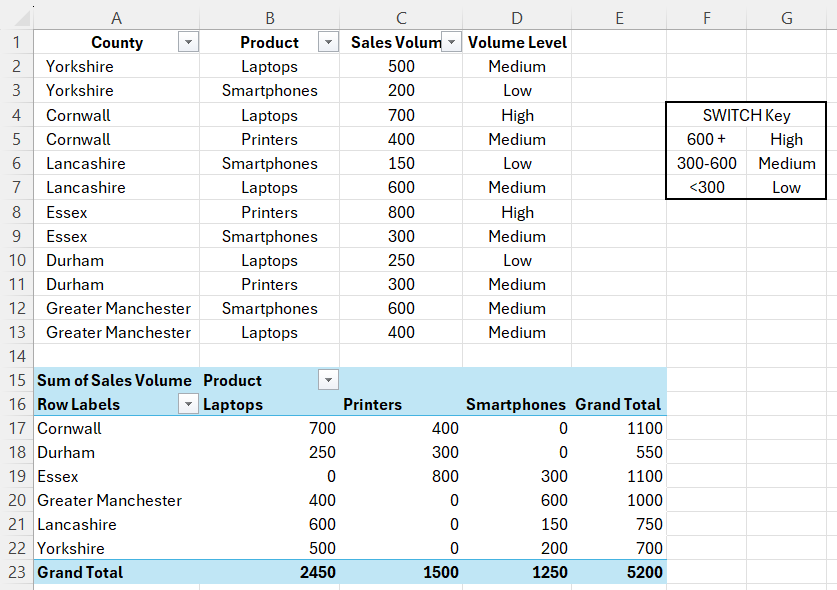 A B C D E F G
1 County Product Sales Volum Volume Level
2 Yorkshire Laptops 500 Medium
3 Yorkshire Smartphones 200 Low
4 Cornwall Laptops 700 High SWITCH Key
5 Cornwall Printers 400 Medium 600 + High
6 Lancashire Smartphones 150 Low 300-600 Medium
7 Lancashire Laptops 600 Medium <300 Low
8 Essex Printers 800 High
9 Essex Smartphones 300 Medium
10 Durham Laptops 250 Low
11 Durham Printers 300 Medium
12 Greater Manchester Smartphones 600 Medium
13 Greater Manchester Laptops 400 Medium
14
15 Sum of Sales Volume Product
16 Row Labels Laptops Printers Smartphones Grand Total
17 Cornwall 700 400 0 1100
18 Durham 250 300 0 550
19 Essex 0 800 300 1100
20 Greater Manchester 400 0 600 1000
21 Lancashire 600 0 150 750
22 Yorkshire 500 0 200 700
23 Grand Total 2450 1500 1250 5200